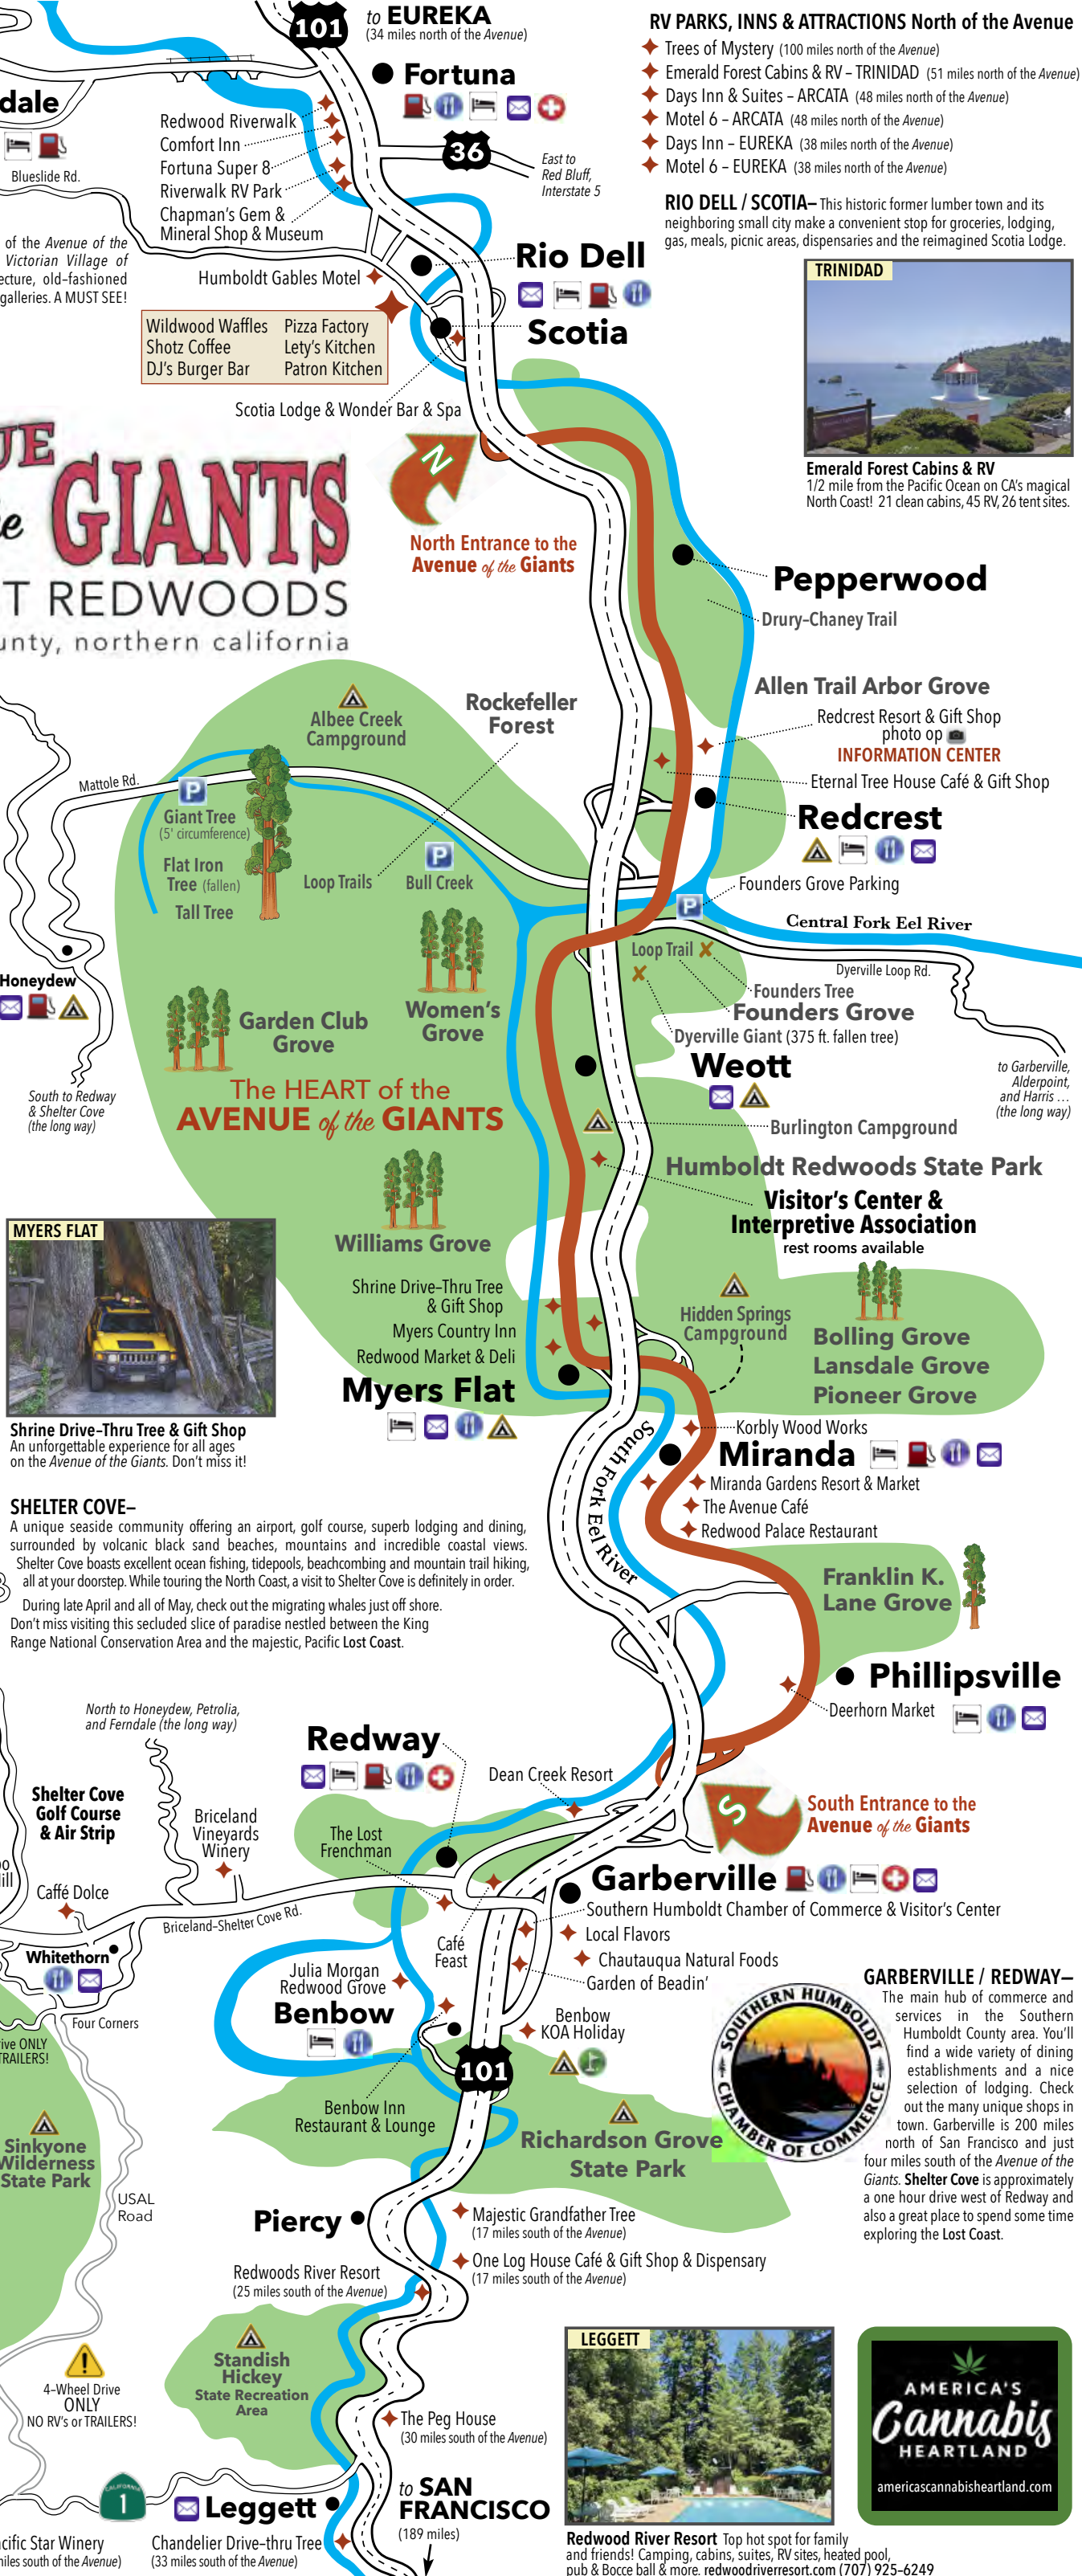 101
to EUREKA
(34 miles north of the Avenue)
Fortuna
RV PARKS, INNS & ATTRACTIONS North of the Avenue
Trees of Mystery (100 miles north of the Avenue)
Emerald Forest Cabins & RV – TRINIDAD (51 miles north of the Avenue)
Days Inn & Suites – ARCATA (48 miles north of the Avenue)
Motel 6 – ARCATA (48 miles north of the Avenue)
Days Inn – EUREKA (38 miles north of the Avenue)
Motel 6 – EUREKA (38 miles north of the Avenue)
dale
Blueslide Rd.
Redwood Riverwalk
Comfort Inn
Fortuna Super 8
Riverwalk RV Park
Chapman's Gem &
Mineral Shop & Museum
36
East to
Red Bluff,
Interstate 5
RIO DELL / SCOTIA– This historic former lumber town and its
neighboring small city make a convenient stop for groceries, lodging,
gas, meals, picnic areas, dispensaries and the reimagined Scotia Lodge.
of the Avenue of the
Victorian Village of
ecture, old-fashioned
galleries. A MUST SEE!
Humboldt Gables Motel
Rio Dell
Scotia
Wildwood Waffles Pizza Factory
Shotz Coffee Lety's Kitchen
DJ's Burger Bar Patron Kitchen
Scotia Lodge & Wonder Bar & Spa
TRINIDAD
Emerald Forest Cabins & RV
1/2 mile from the Pacific Ocean on CA's magical
North Coast! 21 clean cabins, 45 RV, 26 tent sites.
UE
e GIANTS
T REDWOODS
unty, northern california
N
North Entrance to the
Avenue of the Giants
Pepperwood
Drury–Chaney Trail
Allen Trail Arbor Grove
Redcrest Resort & Gift Shop
photo op
INFORMATION CENTER
Eternal Tree House Café & Gift Shop
Redcrest
Founders Grove Parking
P
Central Fork Eel River
Dyerville Loop Rd.
Albee Creek
Campground
Rockefeller
Forest
Mattole Rd.
P
Giant Tree
(5' circumference)
Flat Iron
Tree (fallen)
Tall Tree
Loop Trails
P
Bull Creek
Loop Trail
Founders Tree
Founders Grove
Dyerville Giant (375 ft. fallen tree)
Honeydew
South to Redway
& Shelter Cove
(the long way)
Garden Club
Grove
Women's
Grove
The HEART of the
AVENUE of the GIANTS
Weott
to Garberville,
Alderpoint,
and Harris ...
(the long way)
Burlington Campground
Humboldt Redwoods State Park
Visitor's Center &
Interpretive Association
rest rooms available
MYERS FLAT
Shrine Drive–Thru Tree & Gift Shop
An unforgettable experience for all ages
on the Avenue of the Giants. Don't miss it!
Williams Grove
Shrine Drive–Thru Tree
& Gift Shop
Myers Country Inn
Redwood Market & Deli
Myers Flat
Hidden Springs
Campground
Bolling Grove
Lansdale Grove
Pioneer Grove
Korbly Wood Works
Miranda
Miranda Gardens Resort & Market
The Avenue Café
Redwood Palace Restaurant
South Fork Eel River
SHELTER COVE–
A unique seaside community offering an airport, golf course, superb lodging and dining,
surrounded by volcanic black sand beaches, mountains and incredible coastal views.
Shelter Cove boasts excellent ocean fishing, tidepools, beachcombing and mountain trail hiking,
all at your doorstep. While touring the North Coast, a visit to Shelter Cove is definitely in order.
During late April and all of May, check out the migrating whales just off shore.
Don't miss visiting this secluded slice of paradise nestled between the King
Range National Conservation Area and the majestic, Pacific Lost Coast.
Franklin K.
Lane Grove
Phillipsville
Deerhorn Market
North to Honeydew, Petrolia,
and Ferndale (the long way)
Redway
Dean Creek Resort
S
South Entrance to the
Avenue of the Giants
Shelter Cove
Golf Course
& Air Strip
Briceland
Vineyards
Winery
The Lost
Frenchman
Caffé Dolce
Briceland–Shelter Cove Rd.
Garberville
Southern Humboldt Chamber of Commerce & Visitor's Center
Local Flavors
Chautauqua Natural Foods
Garden of Beadin'
Café
Feast
Whitethorn
Four Corners
rive ONLY
TRAILERS!
Julia Morgan
Redwood Grove
Benbow
Benbow
KOA Holiday
101
Benbow Inn
Restaurant & Lounge
SOUTHERN HUMBOLDT
CHAMBER OF COMMERCE
GARBERVILLE / REDWAY—
The main hub of commerce and
services in the Southern
Humboldt County area. You'll
find a wide variety of dining
establishments and a nice
selection of lodging. Check
out the many unique shops in
town. Garberville is 200 miles
north of San Francisco and just
four miles south of the Avenue of the
Giants. Shelter Cove is approximately
a one hour drive west of Redway and
also a great place to spend some time
exploring the Lost Coast.
Sinkyone
Wilderness
State Park
USAL
Road
Richardson Grove
State Park
Piercy
Majestic Grandfather Tree
(17 miles south of the Avenue)
One Log House Café & Gift Shop & Dispensary
(17 miles south of the Avenue)
Redwoods River Resort
(25 miles south of the Avenue)
4–Wheel Drive
ONLY
NO RV's or TRAILERS!
Standish
Hickey
State Recreation
Area
The Peg House
(30 miles south of the Avenue)
CALIFORNIA
1
Leggett
to SAN
FRANCISCO
(189 miles)
cific Star Winery
miles south of the Avenue)
Chandelier Drive–thru Tree
(33 miles south of the Avenue)
LEGGETT
Redwood River Resort Top hot spot for family
and friends! Camping, cabins, suites, RV sites, heated pool,
pub & Bocce ball & more. redwoodriverresort.com (707) 925–6249
AMERICA'S
Cannabis
HEARTLAND
americascannabisheartland.com